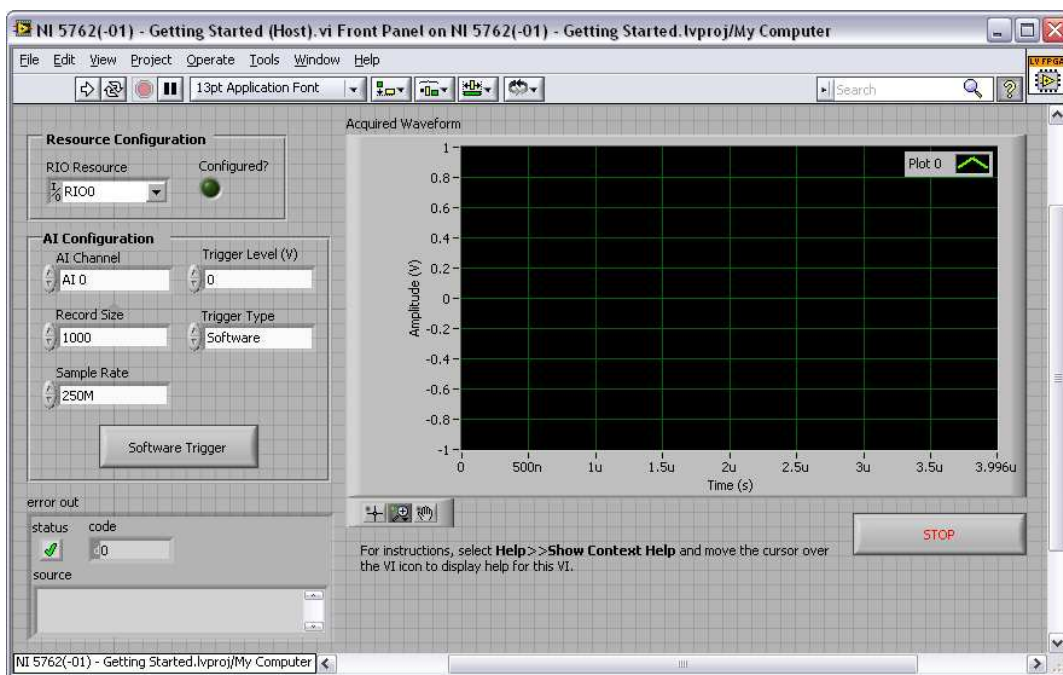 NI 5762(-01) - Getting Started (Host).vi Front Panel on NI 5762(-01) - Getting Started.lvproj/My Computer
File Edit View Project Operate Tools Window Help
LV FPGA
13pt Application Font
Search
Resource Configuration
RIO Resource
Configured?
RIO0
AI Configuration
AI Channel
Trigger Level (V)
AI 0
0
Record Size
Trigger Type
1000
Software
Sample Rate
250M
Software Trigger
error out
status
code
0
source
Acquired Waveform
Plot 0
Amplitude (V)
1
0.8
0.6
0.4
0.2
0
-0.2
-0.4
-0.6
-0.8
-1
0 500n 1u 1.5u 2u 2.5u 3u 3.5u 3.996u
Time (s)
For instructions, select Help>>Show Context Help and move the cursor over
the VI icon to display help for this VI.
STOP
NI 5762(-01) - Getting Started.lvproj/My Computer